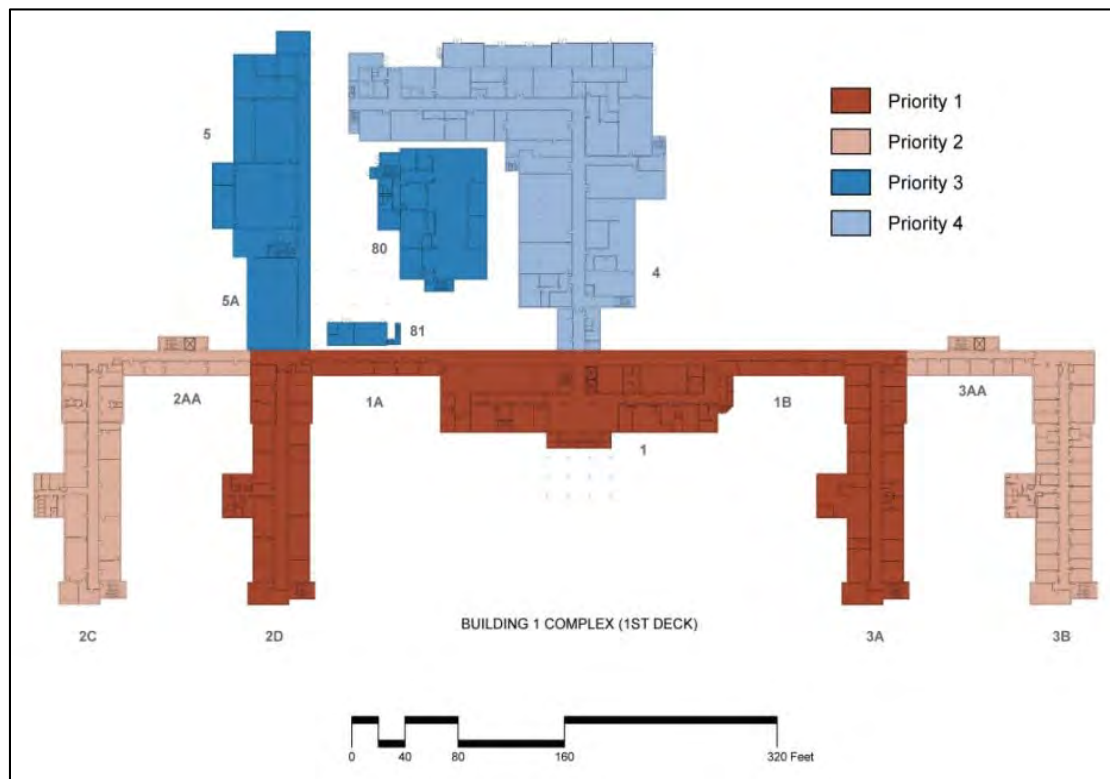 Priority 1
Priority 2
Priority 3
Priority 4
5
80
4
5A
81
2AA
1A
1B
3AA
1
BUILDING 1 COMPLEX (1ST DECK)
2C
2D
3A
3B
0
40
80
160
320 Feet